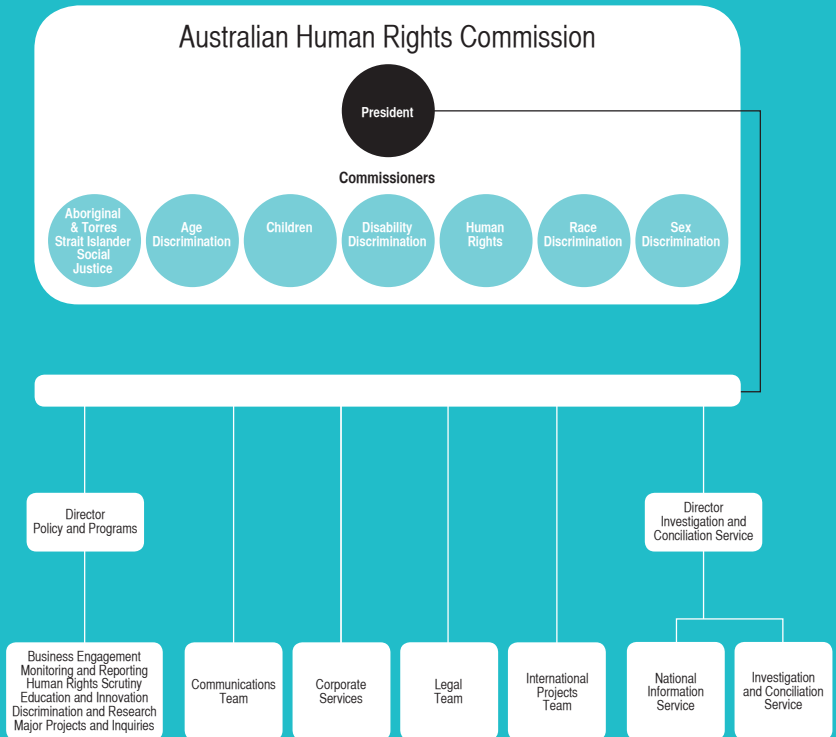 Australian Human Rights Commission
President
Commissioners
Aboriginal
& Torres
Strait Islander
Social
Justice
Age
Discrimination
Children
Disability
Discrimination
Human
Rights
Race
Discrimination
Sex
Discrimination
Director
Policy and Programs
Director
Investigation and
Conciliation Service
Business Engagement
Monitoring and Reporting
Human Rights Scrutiny
Education and Innovation
Discrimination and Research
Major Projects and Inquiries
Communications
Team
Corporate
Services
Legal
Team
International
Projects
Team
National
Information
Service
Investigation
and Conciliation
Service